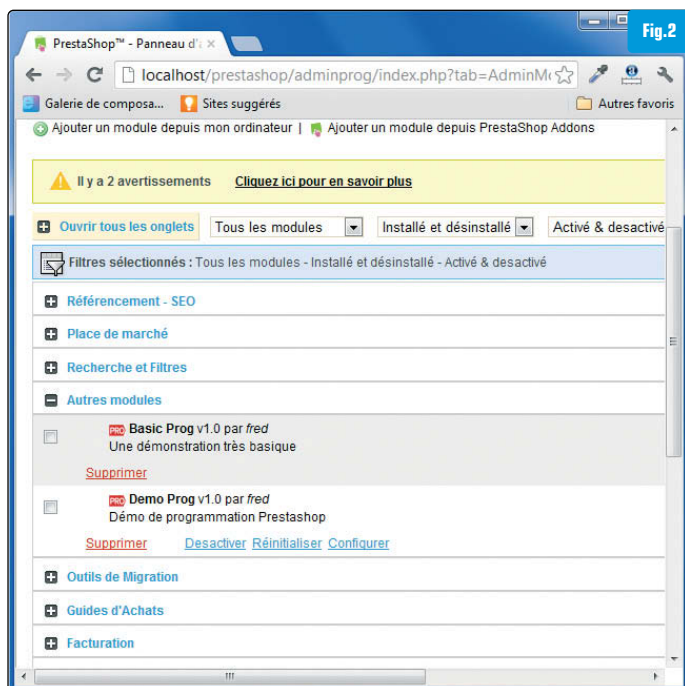 Fig.2
PrestaShop™ - Panneau d'a
localhost/prestashop/adminprog/index.php?tab=AdminM
Galerie de composa... Sites suggérés Autres favoris
Ajouter un module depuis mon ordinateur | Ajouter un module depuis PrestaShop Addons
Il y a 2 avertissements Cliquez ici pour en savoir plus
Ouvrir tous les onglets Tous les modules Installé et désinstallé Activé & desactivé
Filtres sélectionnés : Tous les modules - Installé et désinstallé - Activé & desactivé
Référencement - SEO
Place de marché
Recherche et Filtres
Autres modules
PRO Basic Prog v1.0 par fred
Une démonstration très basique
Supprimer
PRO Demo Prog v1.0 par fred
Démo de programmation Prestashop
Supprimer Desactiver Réinitialiser Configurer
Outils de Migration
Guides d'Achats
Facturation